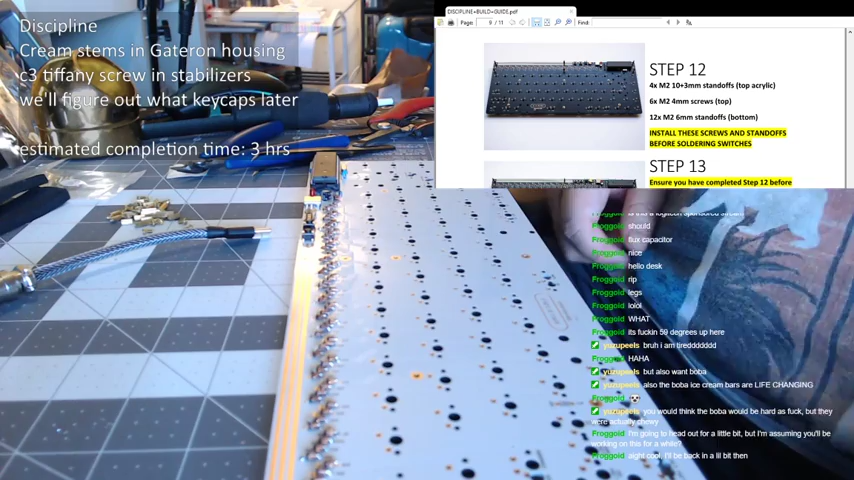 Discipline
Cream stems in Gateron housing
c3 tiffany screw in stabilizers
we'll figure out what keycaps later
estimated completion time: 3 hrs
DISCIPLINE+BUILD+GUIDE.pdf
Page: 9 / 11 Find:
STEP 12
4x M2 10+3mm standoffs (top acrylic)
6x M2 4mm screws (top)
12x M2 6mm standoffs (bottom)
INSTALL THESE SCREWS AND STANDOFFS
BEFORE SOLDERING SWITCHES
STEP 13
Ensure you have completed Step 12 before
Froggoid is this a logitech sponsored stream
Froggoid should
Froggoid flux capacitor
Froggoid nice
Froggoid hello desk
Froggoid rip
Froggoid legs
Froggoid lolol
Froggoid WHAT
Froggoid its fuckin 59 degrees up here
yuzupeels bruh i am tireddddddd
Froggoid HAHA
yuzupeels but also want boba
yuzupeels also the boba ice cream bars are LIFE CHANGING
Froggoid
yuzupeels you would think the boba would be hard as fuck, but they
were actually chewy
Froggoid I'm going to head out for a little bit, but I'm assuming you'll be
working on this for a while?
Froggoid aight cool, I'll be back in a lil bit then